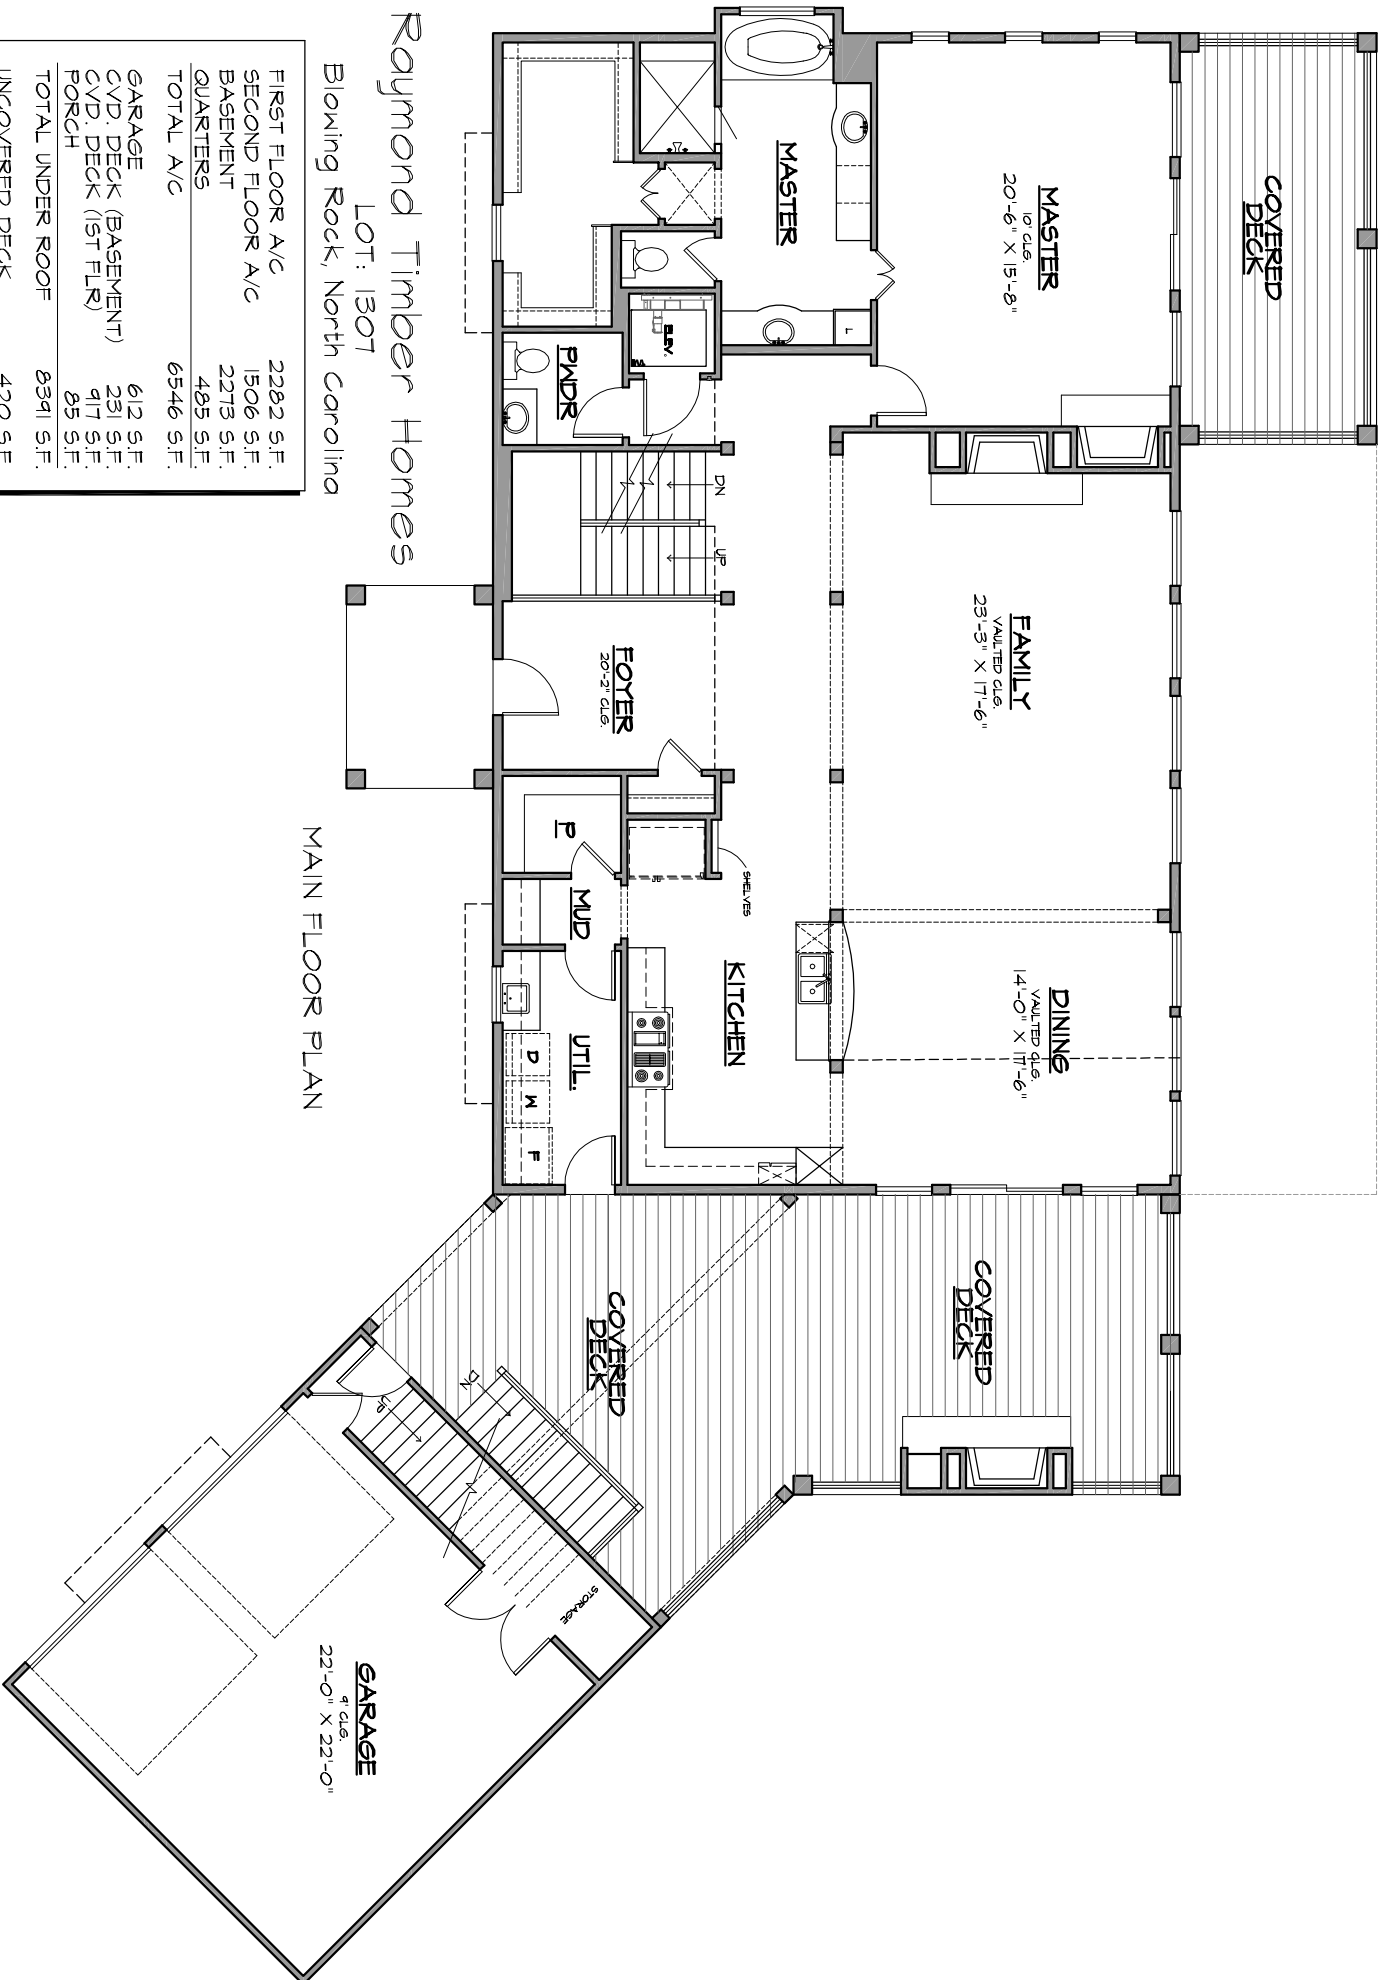 COVERED
DECK
MASTER
10' CLG.
20'-6" X 15'-8"
MASTER
L
ELEV.
PWDR
DN
UP
FAMILY
VAULTED CLG.
23'-3" X 17'-6"
FOYER
20'-2" CLG.
P
MUD
SHELVES
KITCHEN
DINING
VAULTED CLG.
14'-0" X 17'-6"
UTIL.
D
W
F
COVERED
DECK
COVERED
DECK
DN
UP
STORAGE
GARAGE
9' CLG.
22'-0" X 22'-0"
Raymond Timber Homes
LOT: 1307
Blowing Rock, North Carolina
MAIN FLOOR PLAN
FIRST FLOOR A/C 2282 S.F.
SECOND FLOOR A/C 1506 S.F.
BASEMENT 2273 S.F.
QUARTERS 485 S.F.
TOTAL A/C 6546 S.F.
GARAGE 612 S.F.
CVD. DECK (BASEMENT) 231 S.F.
CVD. DECK (1ST FLR) 917 S.F.
PORCH 85 S.F.
TOTAL UNDER ROOF 8391 S.F.
UNCOVERED DECK 420 S.F.